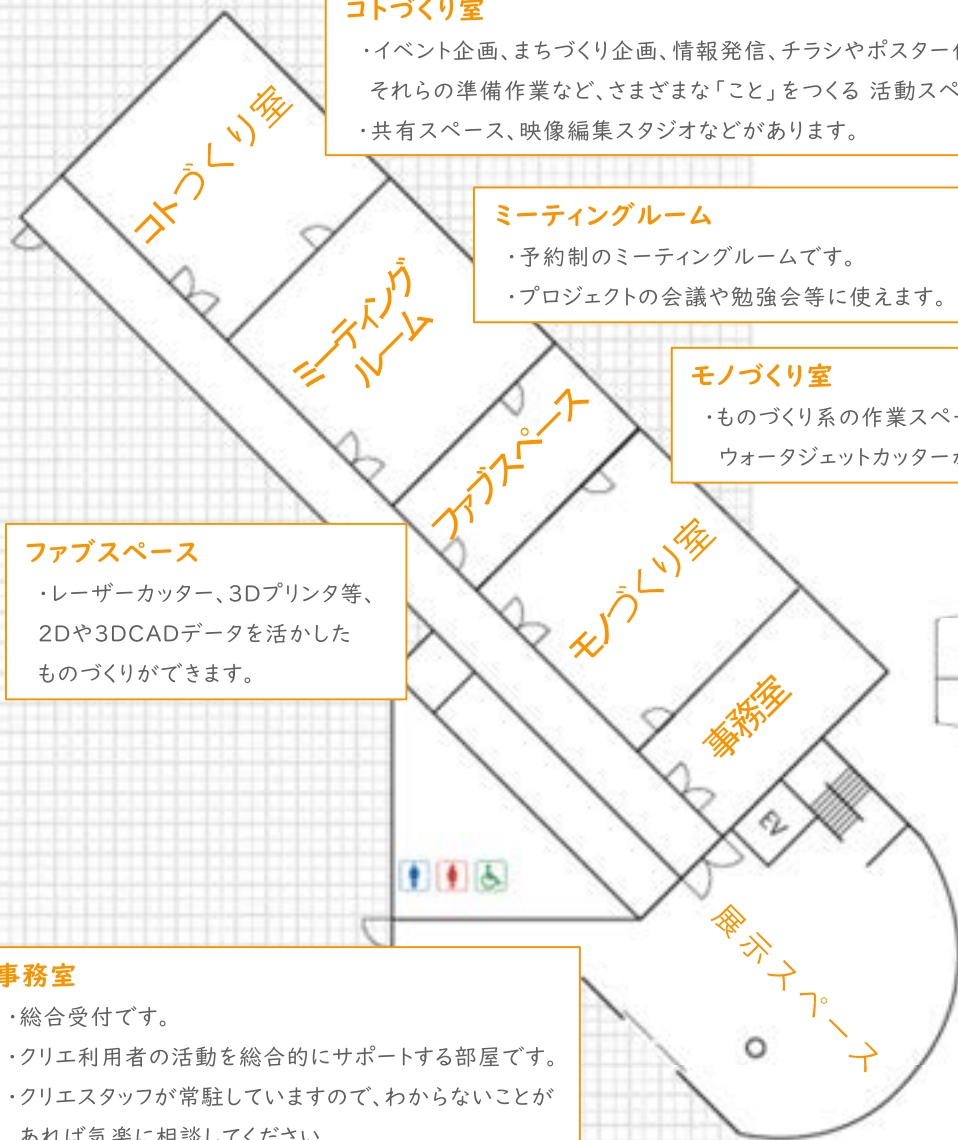 コトづくり室
・イベント企画、まちづくり企画、情報発信、チラシやポスター
それらの準備作業など、さまざまな「こと」をつくる 活動スペ
・共有スペース、映像編集スタジオなどがあります。
コトづくり室
ミーティングルーム
・予約制のミーティングルームです。
・プロジェクトの会議や勉強会等に使えます。
ミーティング
ルーム
モノづくり室
・ものづくり系の作業スペー
ウォータジェットカッター
ファブスペース
ファブスペース
・レーザーカッター、3Dプリンタ等、
2Dや3DCADデータを活かした
ものづくりができます。
モノづくり室
事務室
EV
展示スペース
事務室
・総合受付です。
・クリエ利用者の活動を総合的にサポートする部屋です。
・クリエスタッフが常駐していますので、わからないことが
あれば気楽に相談してください